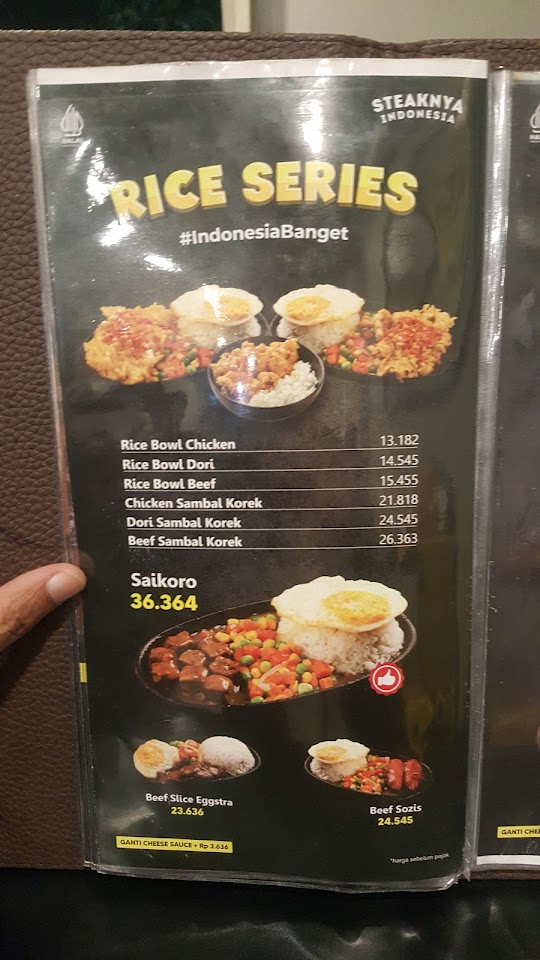 HALAL
STEAKNYA
INDONESIA
RICE SERIES
#IndonesiaBanget
Rice Bowl Chicken 13.182
Rice Bowl Dori 14.545
Rice Bowl Beef 15.455
Chicken Sambal Korek 21.818
Dori Sambal Korek 24.545
Beef Sambal Korek 26.363
Saikoro
36.364
Beef Slice Eggstra
23.636
Beef Sozis
24.545
GANTI CHEESE SAUCE • Rp 3.636
*harga sebelum pajak
GANTI CHEE